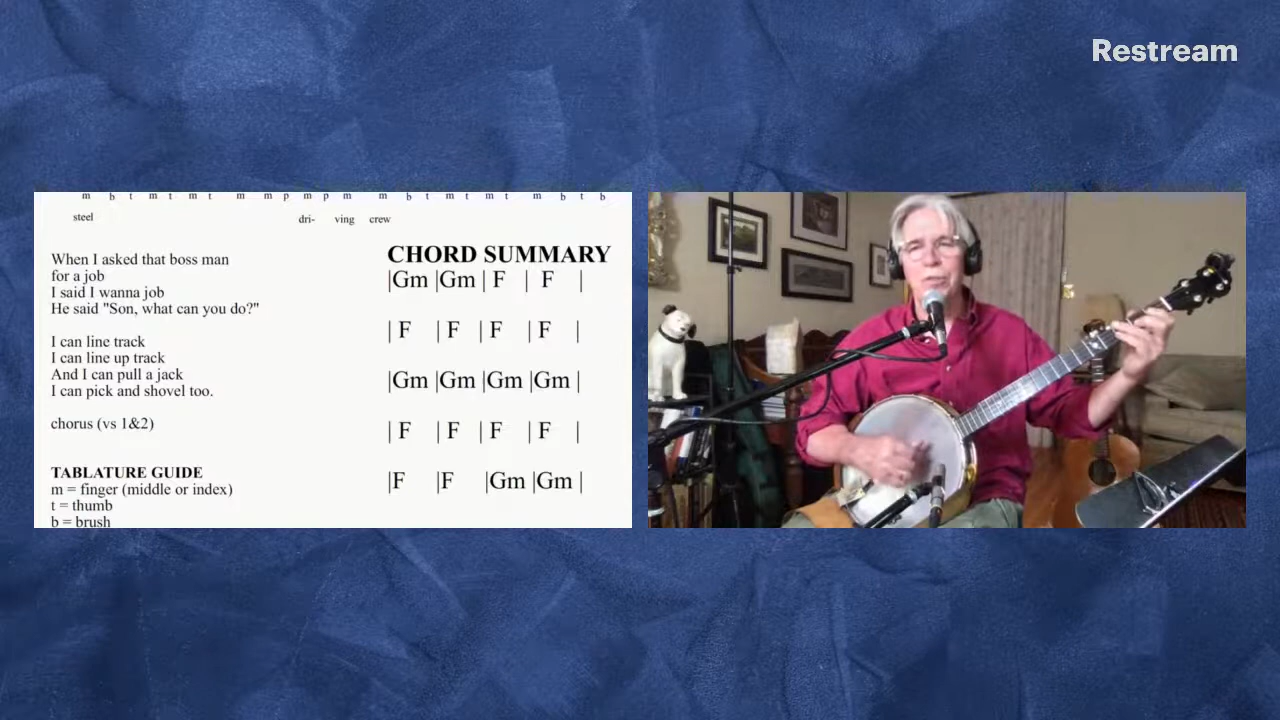 Restream
m b t m t m t m m p m p m m b t m t m t m b t b
steel
dri- ving crew
When I asked that boss man
for a job
I said I wanna job
He said "Son, what can you do?"
I can line track
I can line up track
And I can pull a jack
I can pick and shovel too.
chorus (vs 1&2)
TABLATURE GUIDE
m = finger (middle or index)
t = thumb
b = brush
CHORD SUMMARY
|Gm |Gm | F | F |
| F | F | F | F |
|Gm |Gm |Gm |Gm |
| F | F | F | F |
|F |F |Gm |Gm |